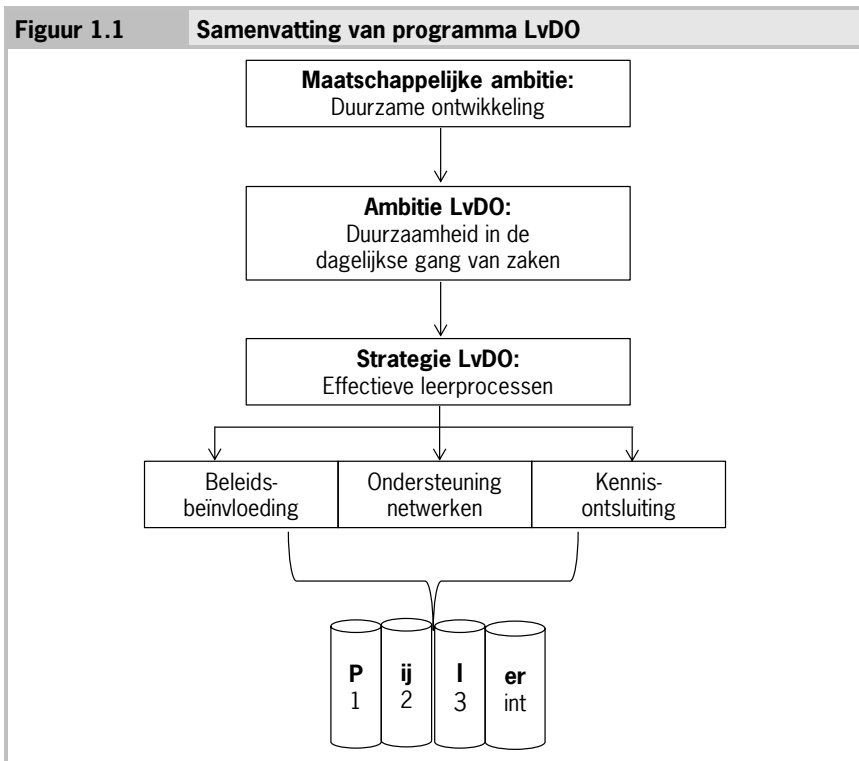 Figuur 1.1 Samenvatting van programma LvDO
Maatschappelijke ambitie:
Duurzame ontwikkeling
Ambitie LvDO:
Duurzaamheid in de
dagelijkse gang van zaken
Strategie LvDO:
Effectieve leerprocessen
Beleids-
beïnvloeding
Ondersteuning
netwerken
Kennis-
ontsluiting
P ij l er
1 2 3 int